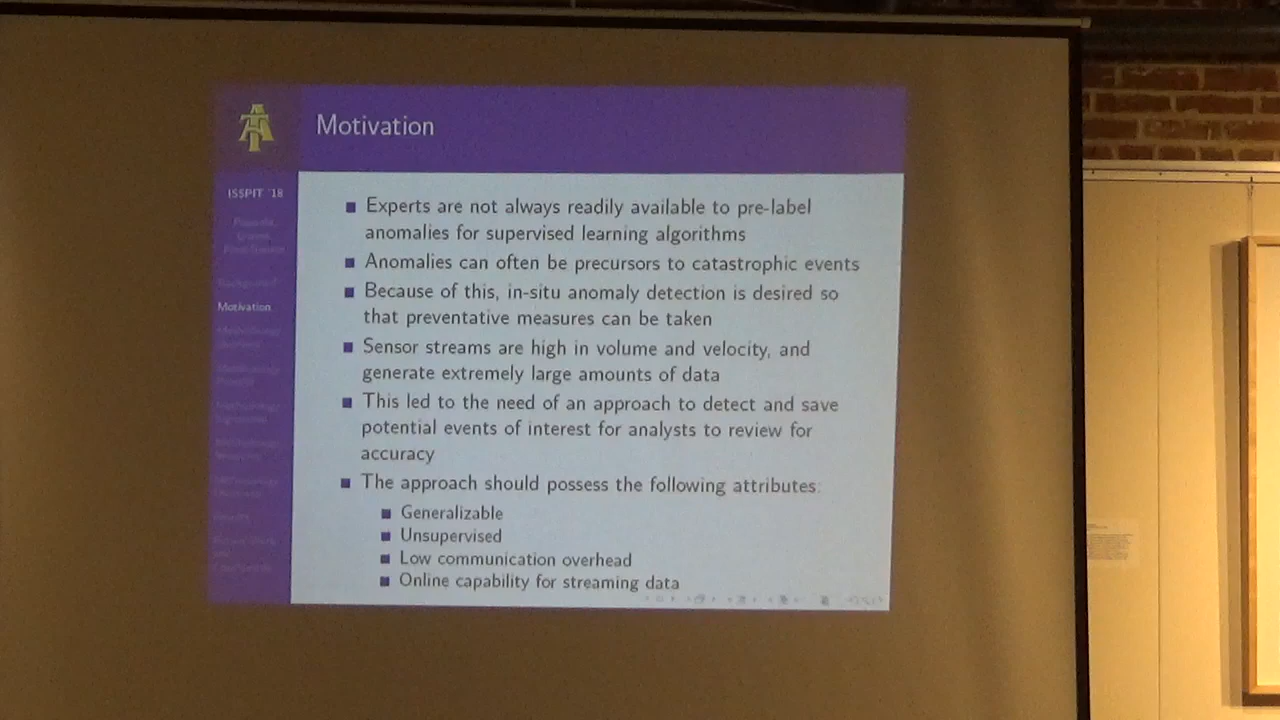 Motivation
ISSPIT '18
Motivation
Experts are not always readily available to pre-label
anomalies for supervised learning algorithms
Anomalies can often be precursors to catastrophic events
Because of this, in-situ anomaly detection is desired so
that preventative measures can be taken
Sensor streams are high in volume and velocity, and
generate extremely large amounts of data
This led to the need of an approach to detect and save
potential events of interest for analysts to review for
accuracy
The approach should possess the following attributes:
Generalizable
Unsupervised
Low communication overhead
Online capability for streaming data